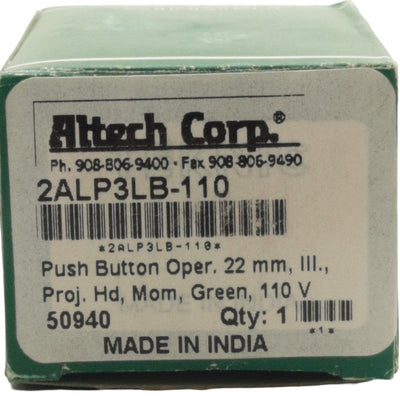 Altech Corp.®
Ph. 908-806-9400 · Fax 908-806-9490
2ALP3LB-110
*2ALP3LB-110*
Push Button Oper. 22 mm, Ill.,
Proj. Hd, Mom, Green, 110 V
50940 Qty: 1
*1*
MADE IN INDIA